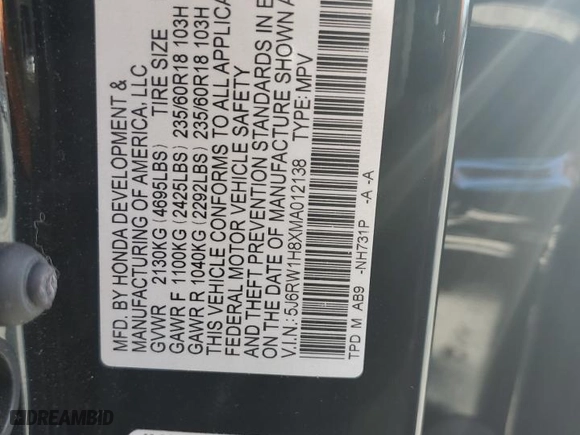 MFD. BY HONDA DEVELOPMENT &
MANUFACTURING OF AMERICA, LLC
GVWR 2130KG (4695LBS) TIRE SIZE
GAWR F 1100KG (2425LBS) 235/60R18 103H
GAWR R 1040KG (2292LBS) 235/60R18 103H
THIS VEHICLE CONFORMS TO ALL APPLICA
FEDERAL MOTOR VEHICLE SAFETY
AND THEFT PREVENTION STANDARDS IN E
ON THE DATE OF MANUFACTURE SHOWN A
V.I.N.: 5J6RW1H8XMA012138 TYPE: MPV
TPD M AB9 -NH731P -A -A
DREAMBID